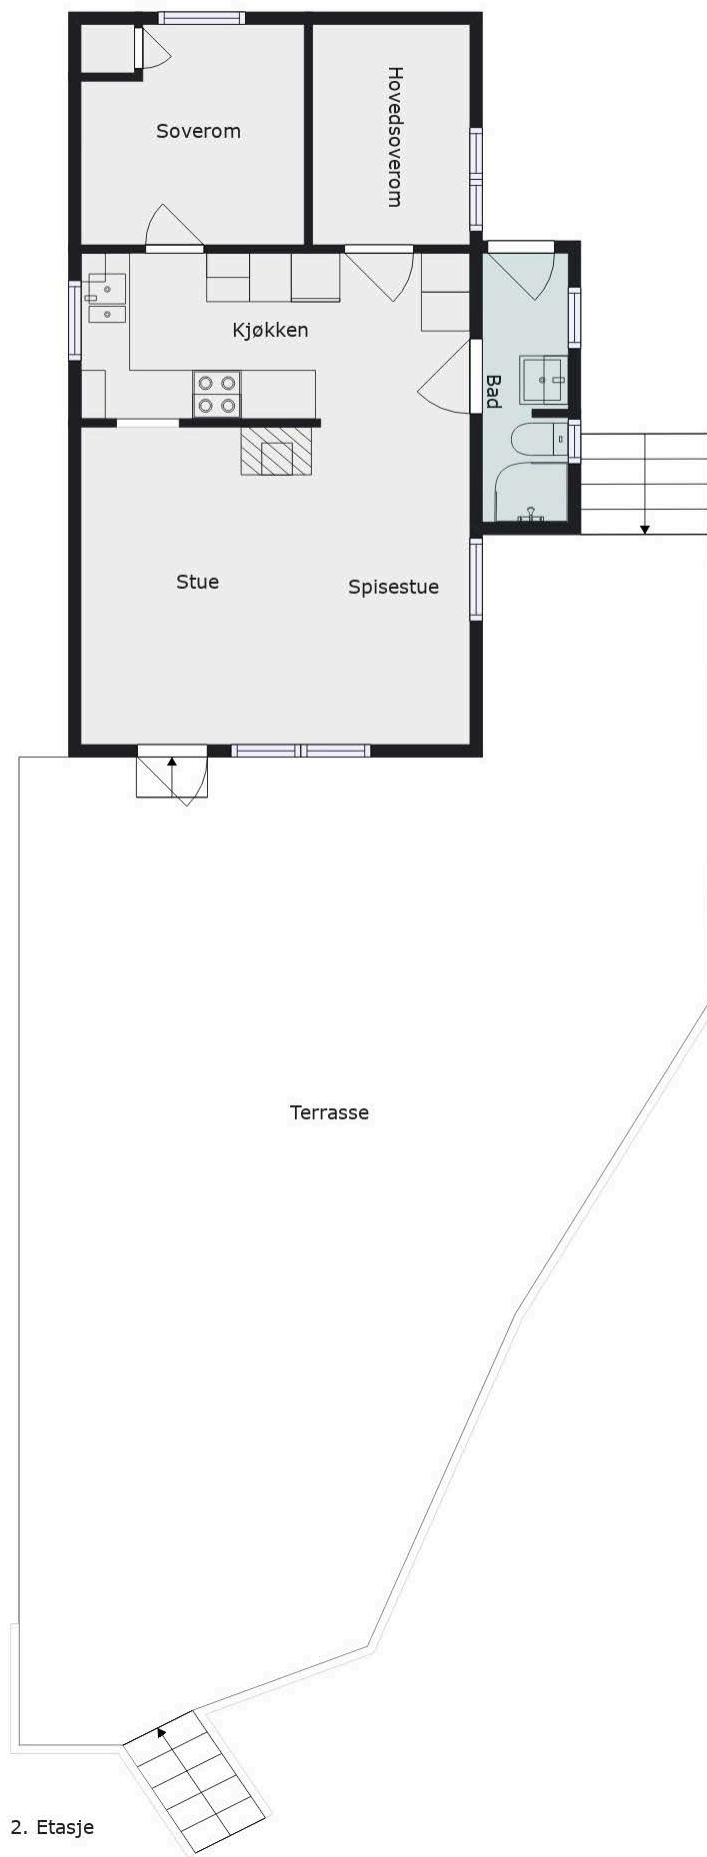 Soverom
Hovedsoverom
Kjøkken
Bad
Stue
Spisestue
Terrasse
2. Etasje